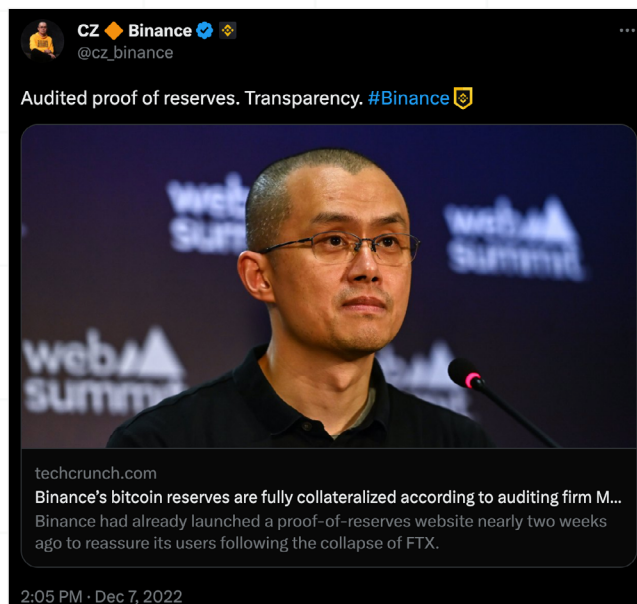 CZ 🔶 Binance
@cz_binance
Audited proof of reserves. Transparency. #Binance
web summit
web summit
web summit
web summit
techcrunch.com
Binance’s bitcoin reserves are fully collateralized according to auditing firm M...
Binance had already launched a proof-of-reserves website nearly two weeks
ago to reassure its users following the collapse of FTX.
2:05 PM · Dec 7, 2022